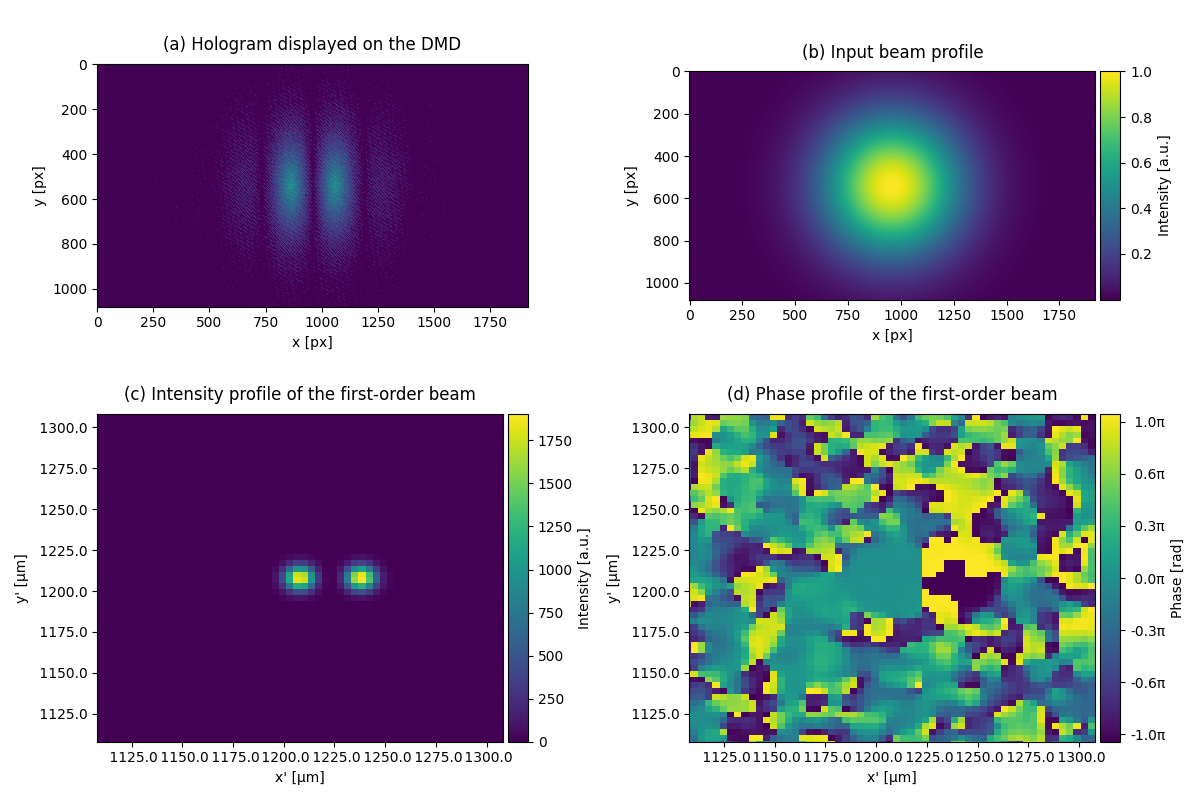 (a) Hologram displayed on the DMD
0
200
400
600
800
1000
y [px]
0 250 500 750 1000 1250 1500 1750
x [px]
(b) Input beam profile
0
200
400
600
800
1000
y [px]
0 250 500 750 1000 1250 1500 1750
x [px]
1.0
0.8
0.6
0.4
0.2
Intensity [a.u.]
(c) Intensity profile of the first-order beam
1300.0
1275.0
1250.0
1225.0
1200.0
1175.0
1150.0
1125.0
y' [µm]
1125.0 1150.0 1175.0 1200.0 1225.0 1250.0 1275.0 1300.0
x' [µm]
1750
1500
1250
1000
750
500
250
0
Intensity [a.u.]
(d) Phase profile of the first-order beam
1300.0
1275.0
1250.0
1225.0
1200.0
1175.0
1150.0
1125.0
y' [µm]
1125.0 1150.0 1175.0 1200.0 1225.0 1250.0 1275.0 1300.0
x' [µm]
1.0π
0.6π
0.3π
0.0π
-0.3π
-0.6π
-1.0π
Phase [rad]